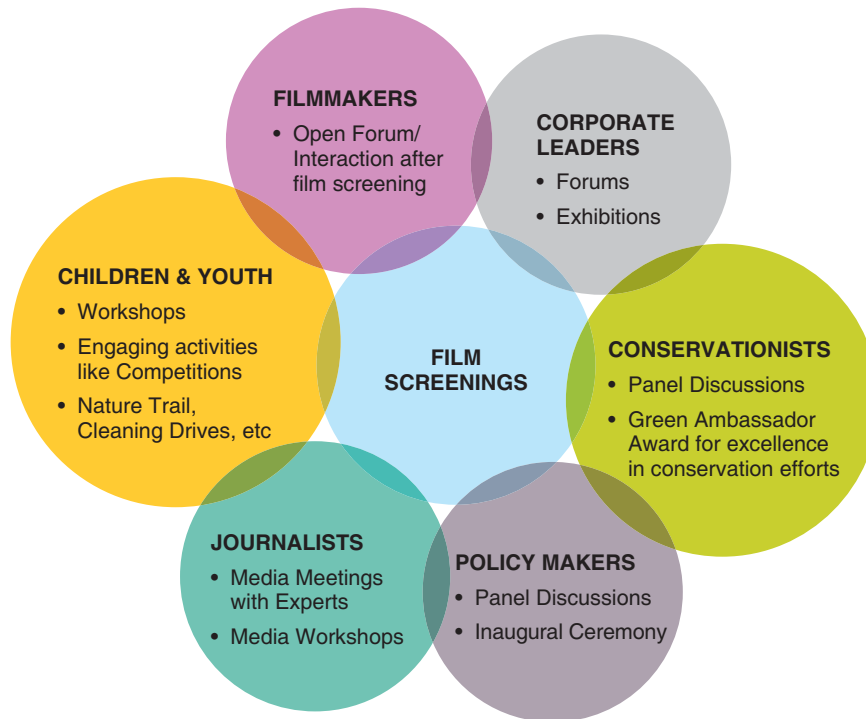 FILMMAKERS
• Open Forum/
Interaction after
film screening
CORPORATE
LEADERS
• Forums
• Exhibitions
CHILDREN & YOUTH
• Workshops
• Engaging activities
like Competitions
• Nature Trail,
Cleaning Drives, etc
FILM
SCREENINGS
CONSERVATIONISTS
• Panel Discussions
• Green Ambassador
Award for excellence
in conservation efforts
JOURNALISTS
• Media Meetings
with Experts
• Media Workshops
POLICY MAKERS
• Panel Discussions
• Inaugural Ceremony